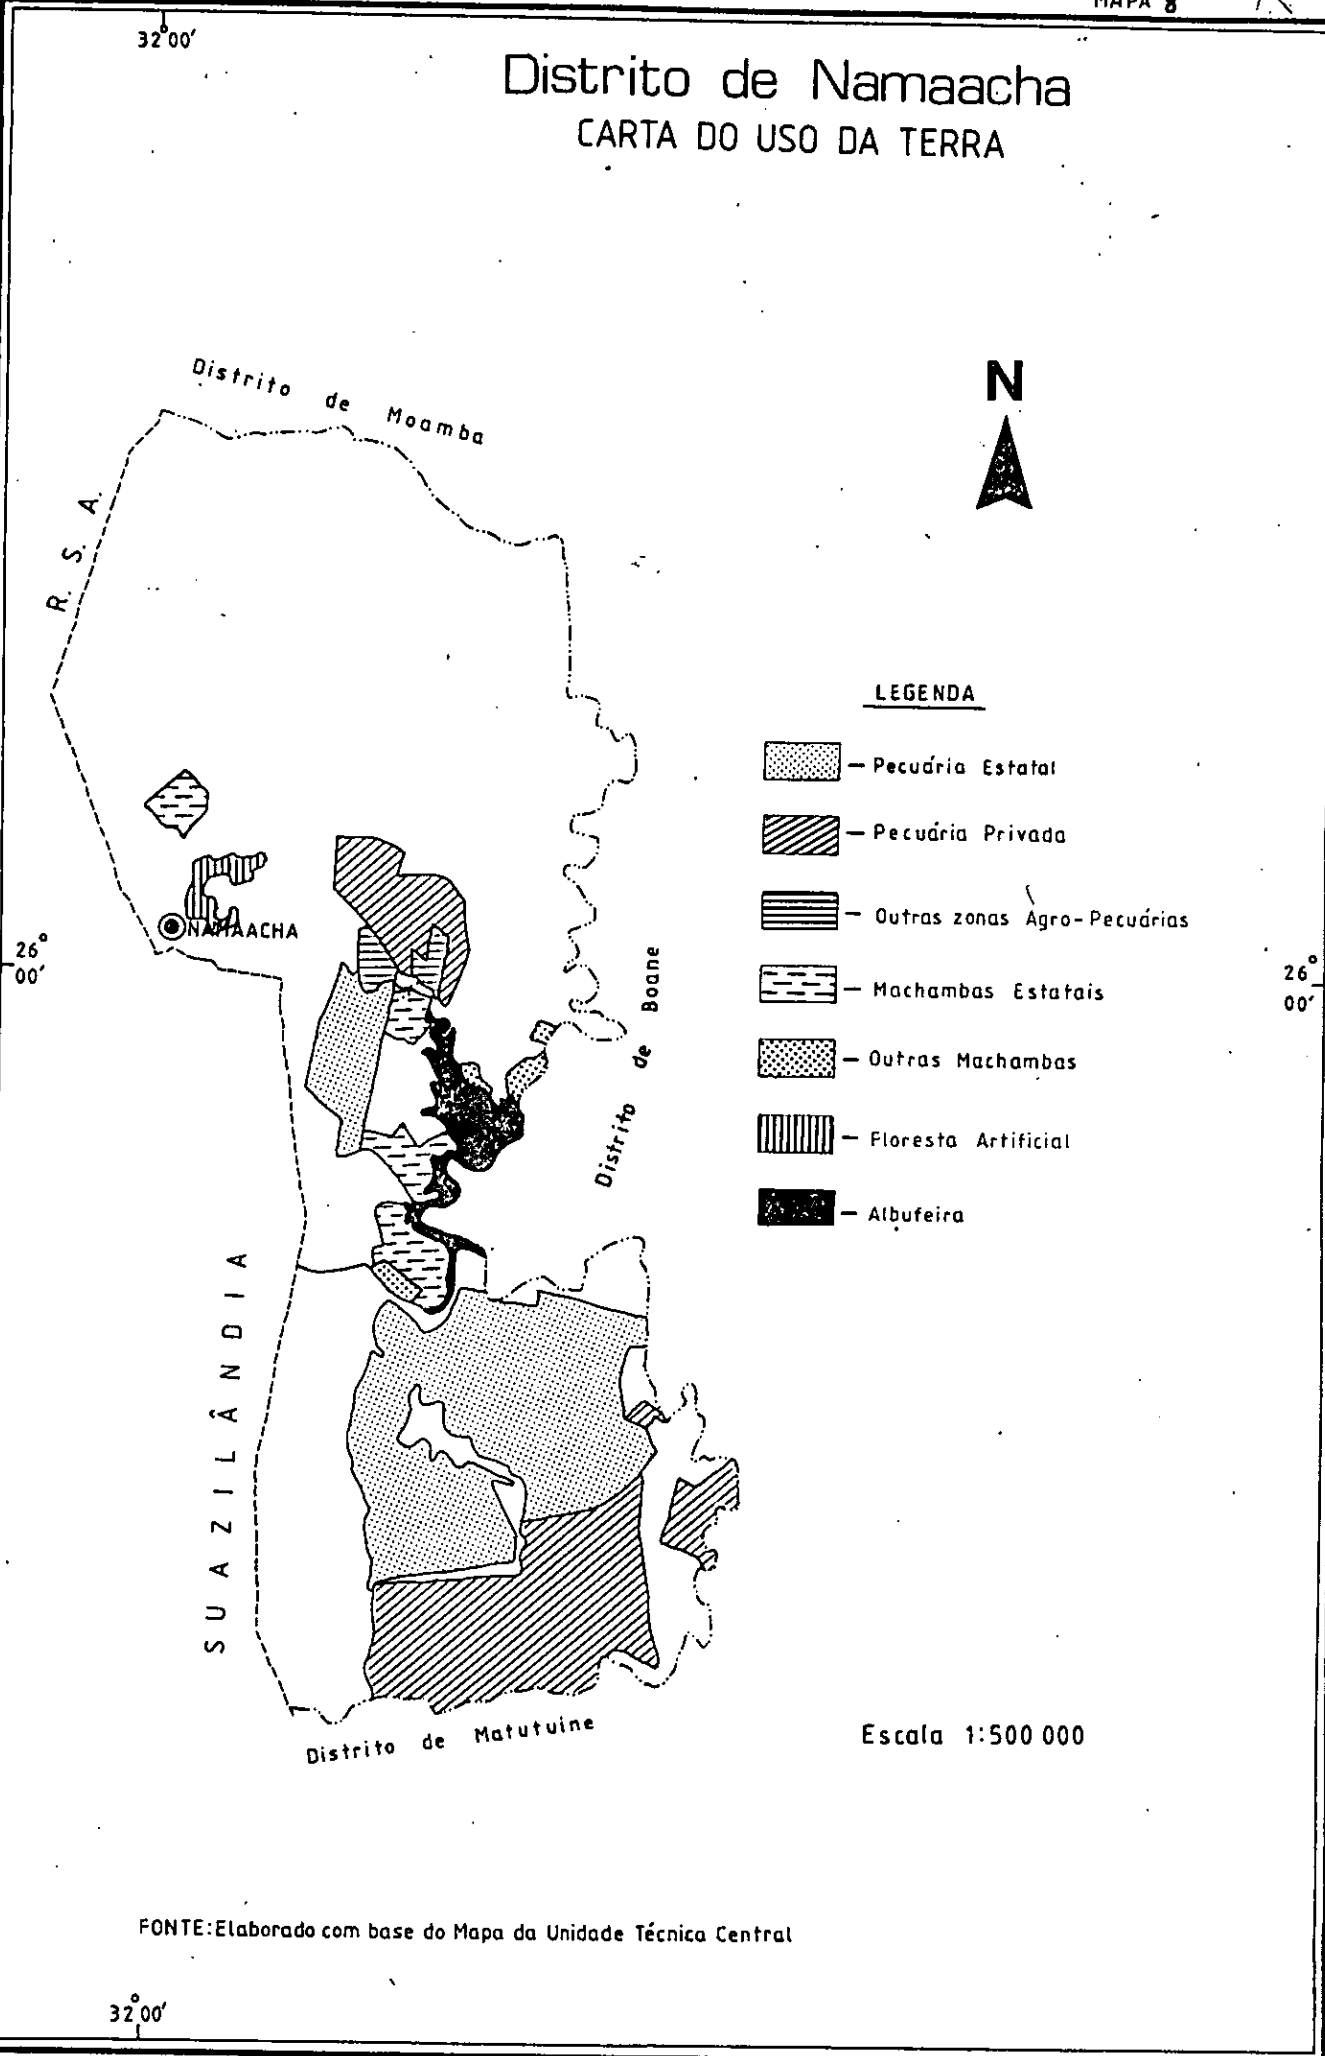 MAPA 8
32°00'
Distrito de Namaacha
CARTA DO USO DA TERRA
Distrito de Moamba
N
R. S. A.
LEGENDA
— Pecuária Estatal
— Pecuária Privada
— Outras zonas Agro-Pecuárias
— Machambas Estatais
— Outras Machambas
— Floresta Artificial
— Albufeira
NAMAACHA
26°
00'
26°
00'
Distrito de Boane
SUAZILÂNDIA
Distrito de Matutuine
Escala 1:500 000
FONTE:Elaborado com base do Mapa da Unidade Técnica Central
32°00'